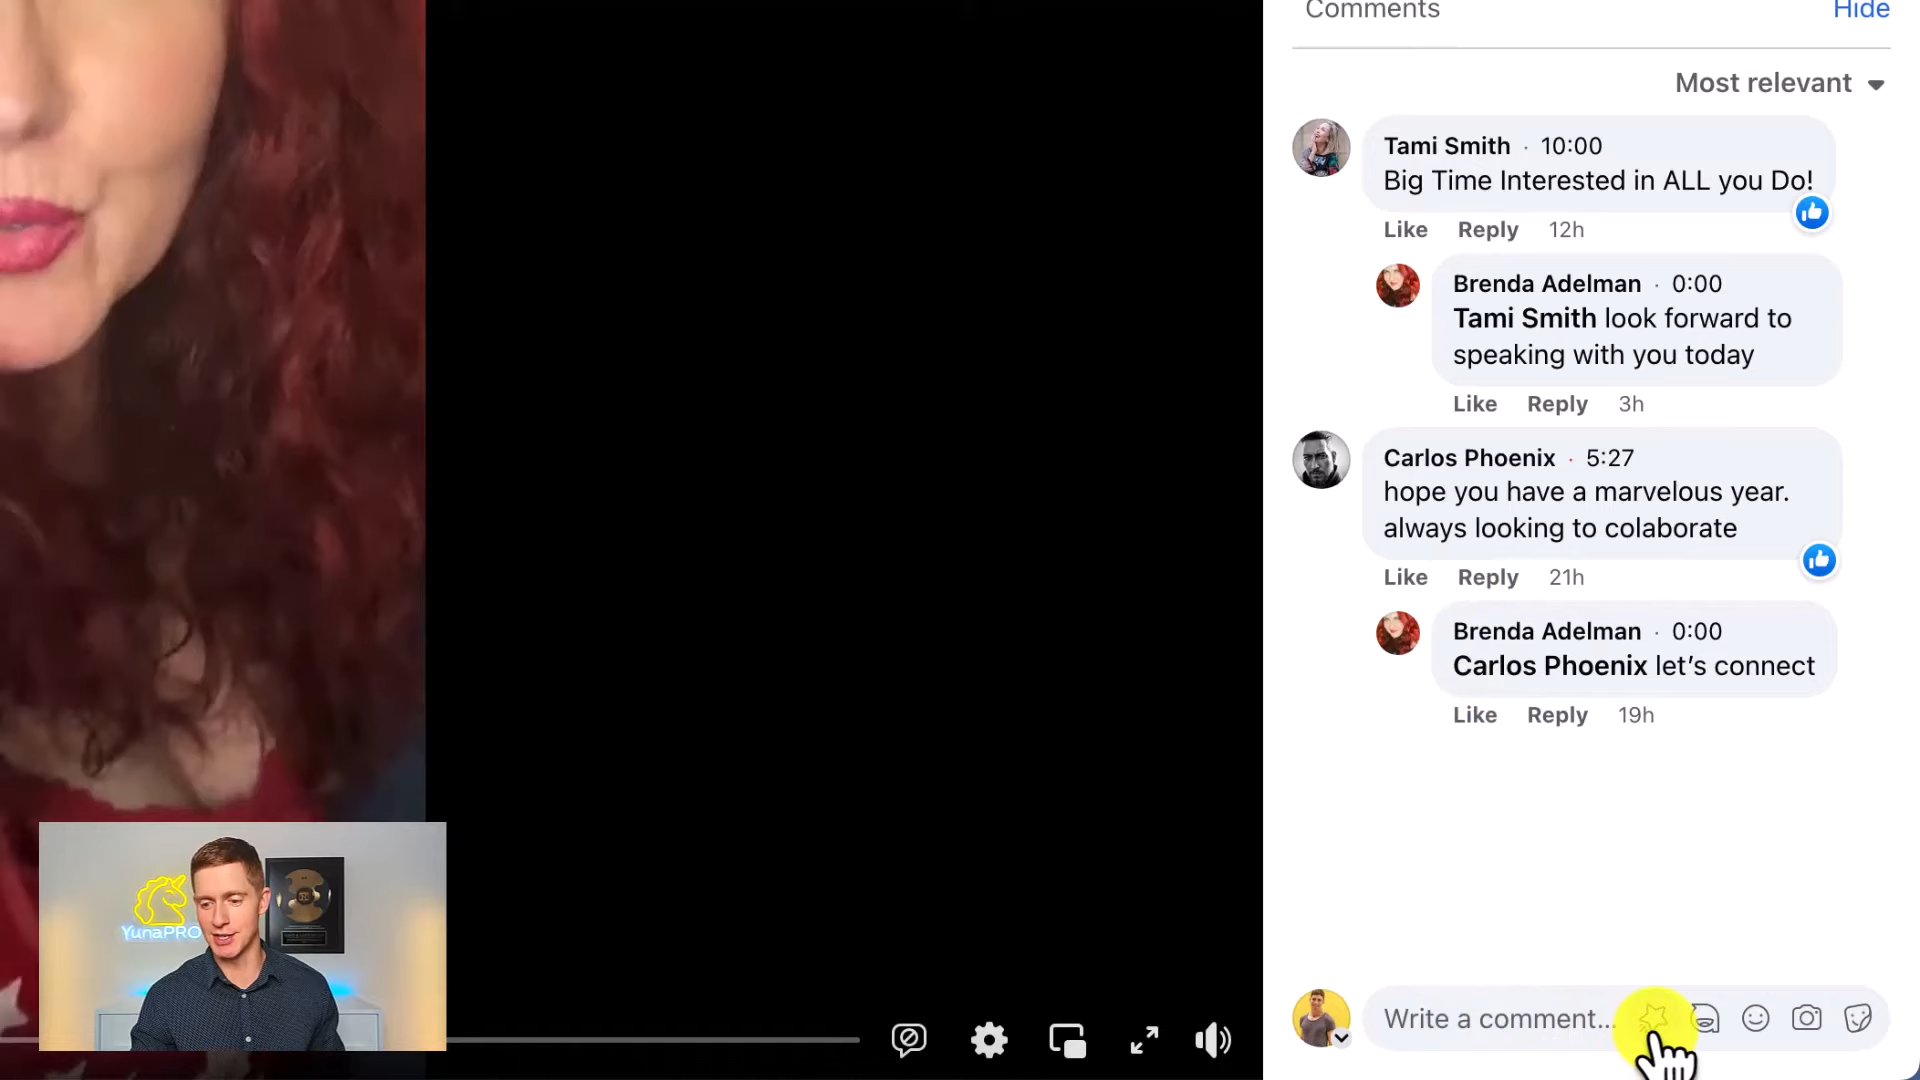 Comments
Hide
Most relevant
Tami Smith · 10:00
Big Time Interested in ALL you Do!
Like Reply 12h
Brenda Adelman · 0:00
Tami Smith look forward to
speaking with you today
Like Reply 3h
Carlos Phoenix · 5:27
hope you have a marvelous year.
always looking to colaborate
Like Reply 21h
Brenda Adelman · 0:00
Carlos Phoenix let's connect
Like Reply 19h
YunaPRO
Write a comment...